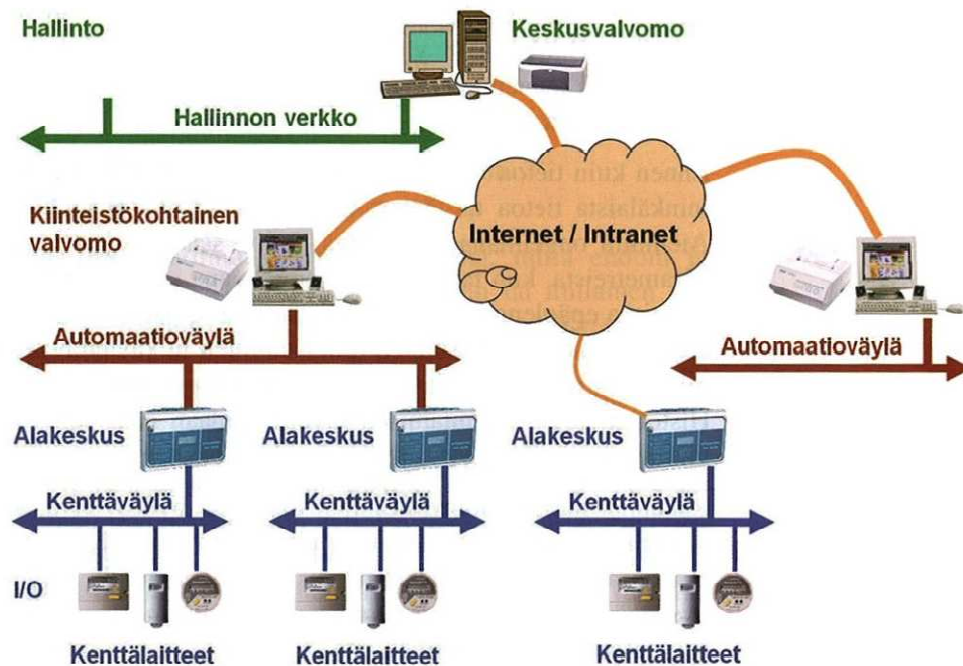 Hallinto
Keskusvalvomo
Hallinnon verkko
Kiinteistökohtainen
valvomo
Internet / Intranet
Automaatioväylä
Automaatioväylä
Alakeskus
Alakeskus
Alakeskus
Kenttäväylä
Kenttäväylä
Kenttäväylä
I/O
Kenttälaitteet
Kenttälaitteet
Kenttälaitteet